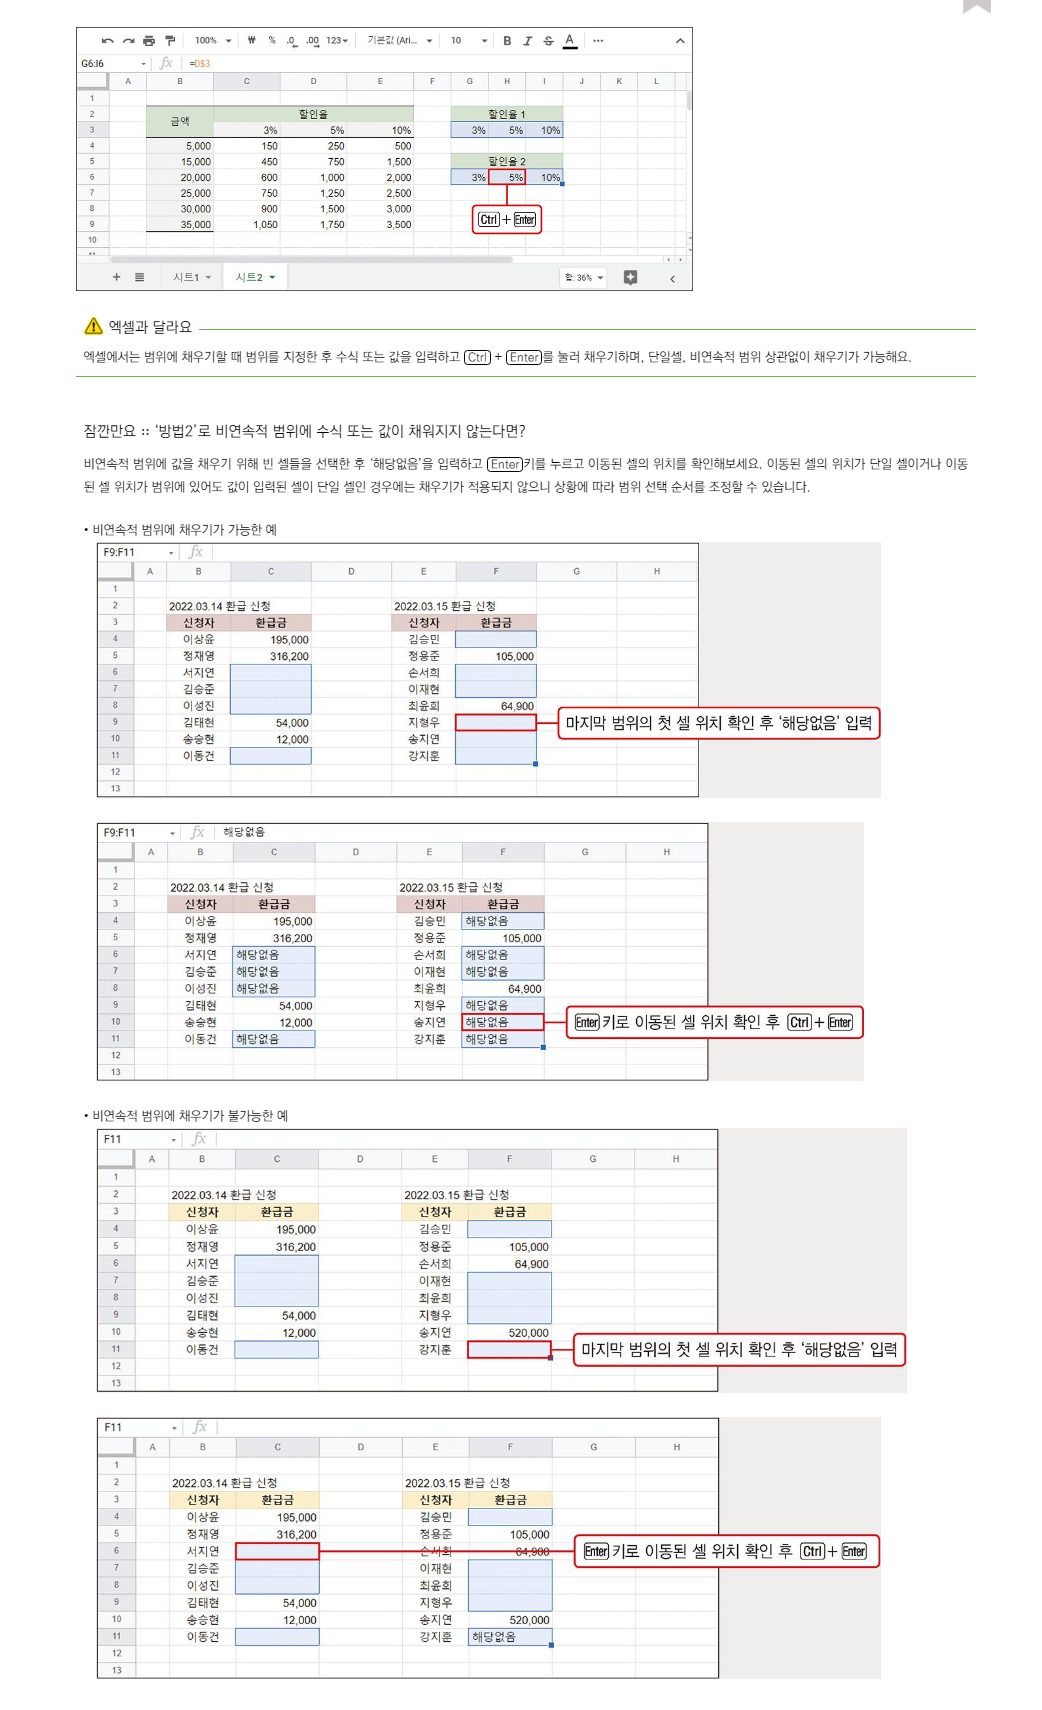 100% ₩ % .0 .00 123 기본값 (Ari... 10 B I S A ...
G6:I6 fx =D$3
A B C D E F G H I J K L
1
2 금액 할인율 할인율 1
3 3% 5% 10% 3% 5% 10%
4 5,000 150 250 500
5 15,000 450 750 1,500 할인율 2
6 20,000 600 1,000 2,000 3% 5% 10%
7 25,000 750 1,250 2,500
8 30,000 900 1,500 3,000 Ctrl + Enter
9 35,000 1,050 1,750 3,500
10
11
+ 시트1 시트2 합: 36%
엑셀과 달라요
엑셀에서는 범위에 채우기할 때 범위를 지정한 후 수식 또는 값을 입력하고 Ctrl + Enter를 눌러 채우기하며, 단일셀, 비연속적 범위 상관없이 채우기가 가능해요.
잠깐만요 :: ‘방법2’로 비연속적 범위에 수식 또는 값이 채워지지 않는다면?
비연속적 범위에 값을 채우기 위해 빈 셀들을 선택한 후 ‘해당없음’을 입력하고 Enter키를 누르고 이동된 셀의 위치를 확인해보세요. 이동된 셀의 위치가 단일 셀이거나 이동
된 셀 위치가 범위에 있어도 값이 입력된 셀이 단일 셀인 경우에는 채우기가 적용되지 않으니 상황에 따라 범위 선택 순서를 조정할 수 있습니다.
• 비연속적 범위에 채우기가 가능한 예
F9:F11 fx
A B C D E F G H
1
2 2022.03.14 환급 신청 2022.03.15 환급 신청
3 신청자 환급금 신청자 환급금
4 이상윤 195,000 김승민
5 정재영 316,200 정용준 105,000
6 서지연 손서희
7 김승준 이재현
8 이성진 최윤희 64,900
9 김태현 54,000 지형우 마지막 범위의 첫 셀 위치 확인 후 ‘해당없음’ 입력
10 송승현 12,000 송지연
11 이동건 강지훈
12
13
F9:F11 fx 해당없음
A B C D E F G H
1
2 2022.03.14 환급 신청 2022.03.15 환급 신청
3 신청자 환급금 신청자 환급금
4 이상윤 195,000 김승민 해당없음
5 정재영 316,200 정용준 105,000
6 서지연 해당없음 손서희 해당없음
7 김승준 해당없음 이재현 해당없음
8 이성진 해당없음 최윤희 64,900
9 김태현 54,000 지형우 해당없음
10 송승현 12,000 송지연 해당없음 Enter키로 이동된 셀 위치 확인 후 Ctrl + Enter
11 이동건 해당없음 강지훈 해당없음
12
13
• 비연속적 범위에 채우기가 불가능한 예
F11 fx
A B C D E F G H
1
2 2022.03.14 환급 신청 2022.03.15 환급 신청
3 신청자 환급금 신청자 환급금
4 이상윤 195,000 김승민
5 정재영 316,200 정용준 105,000
6 서지연 손서희 64,900
7 김승준 이재현
8 이성진 최윤희
9 김태현 54,000 지형우
10 송승현 12,000 송지연 520,000
11 이동건 강지훈 마지막 범위의 첫 셀 위치 확인 후 ‘해당없음’ 입력
12
13
F11 fx
A B C D E F G H
1
2 2022.03.14 환급 신청 2022.03.15 환급 신청
3 신청자 환급금 신청자 환급금
4 이상윤 195,000 김승민
5 정재영 316,200 정용준 105,000
6 서지연 손서희 64,900 Enter키로 이동된 셀 위치 확인 후 Ctrl + Enter
7 김승준 이재현
8 이성진 최윤희
9 김태현 54,000 지형우
10 송승현 12,000 송지연 520,000
11 이동건 강지훈 해당없음
12
13